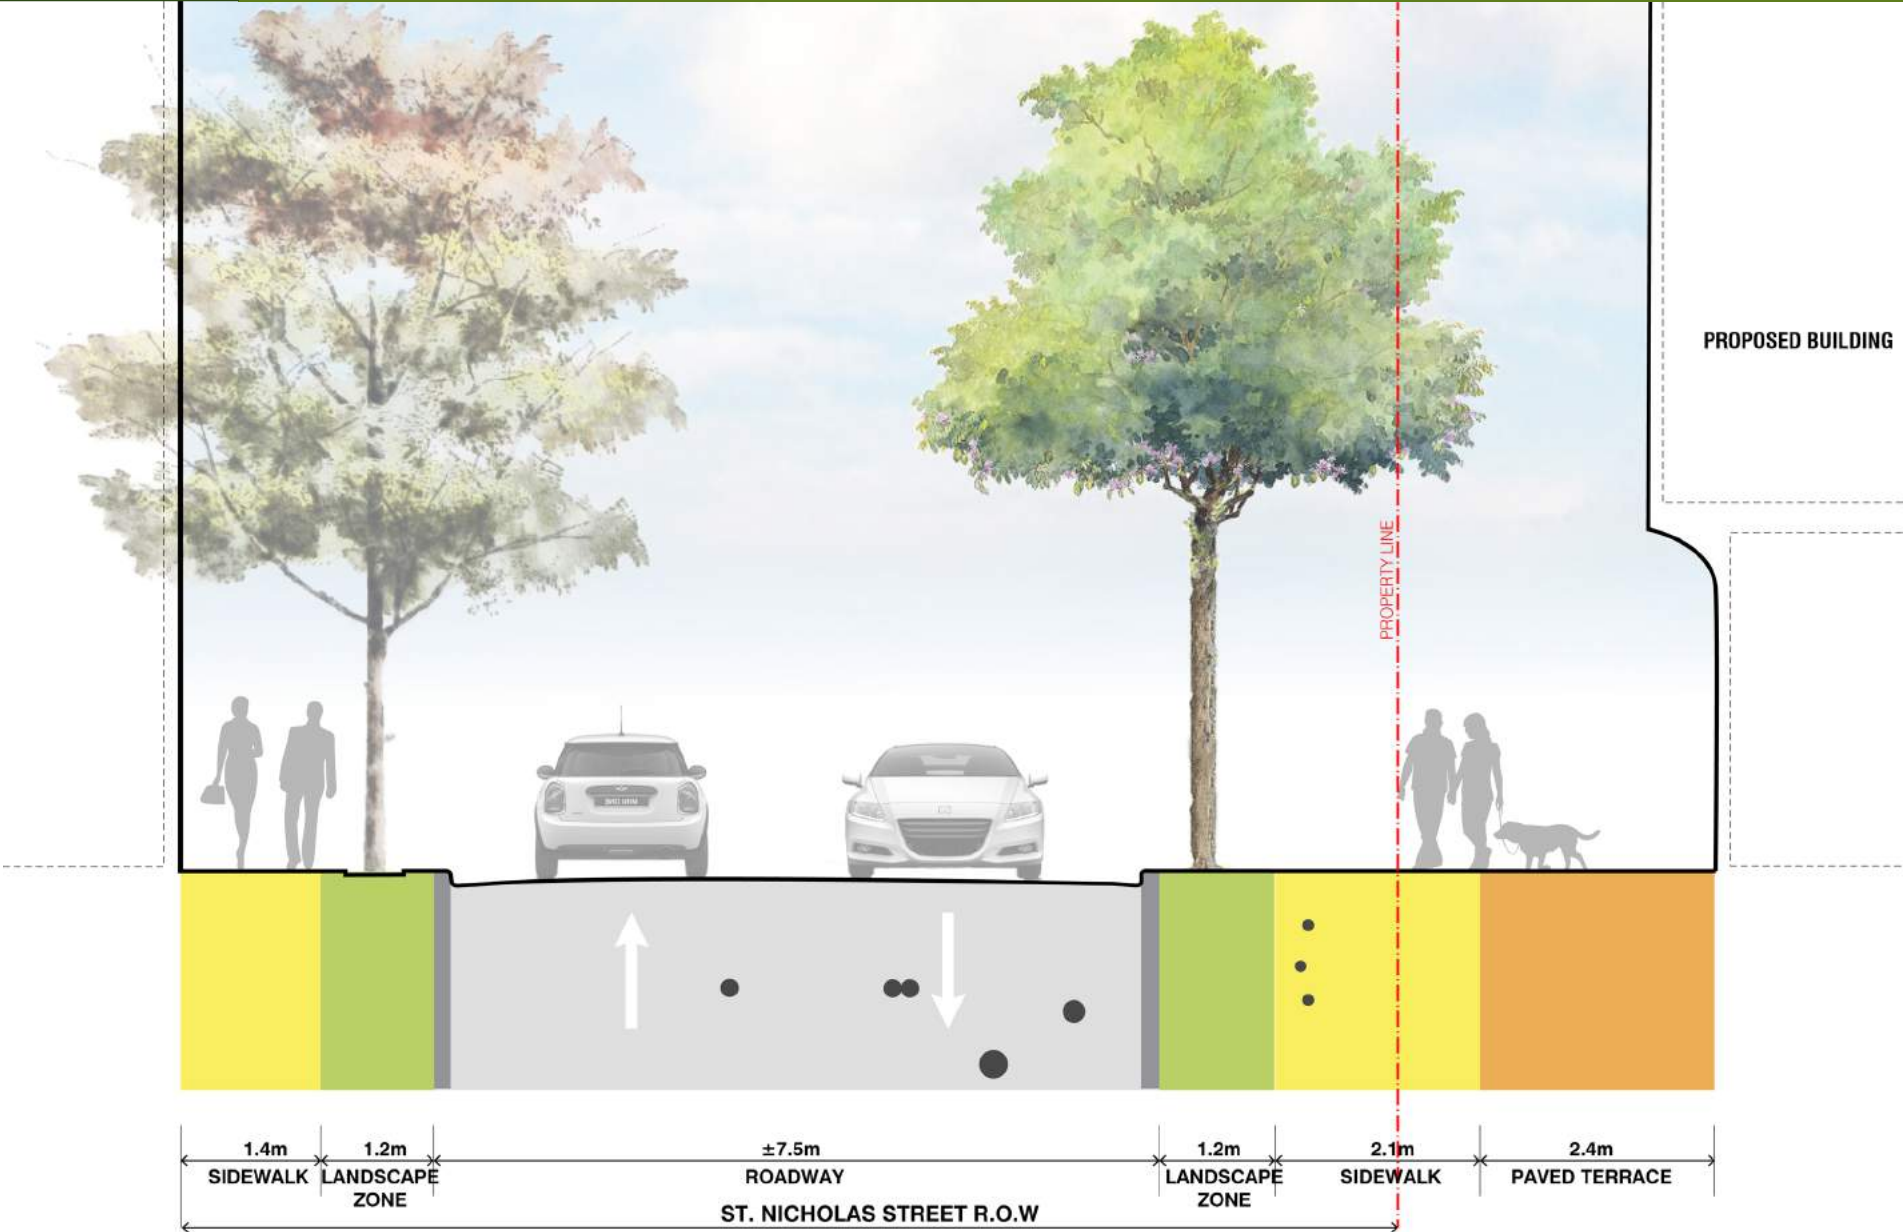 PROPOSED BUILDING
PROPERTY LINE
1.4m
SIDEWALK
1.2m
LANDSCAPE
ZONE
±7.5m
ROADWAY
1.2m
LANDSCAPE
ZONE
2.1m
SIDEWALK
2.4m
PAVED TERRACE
ST. NICHOLAS STREET R.O.W